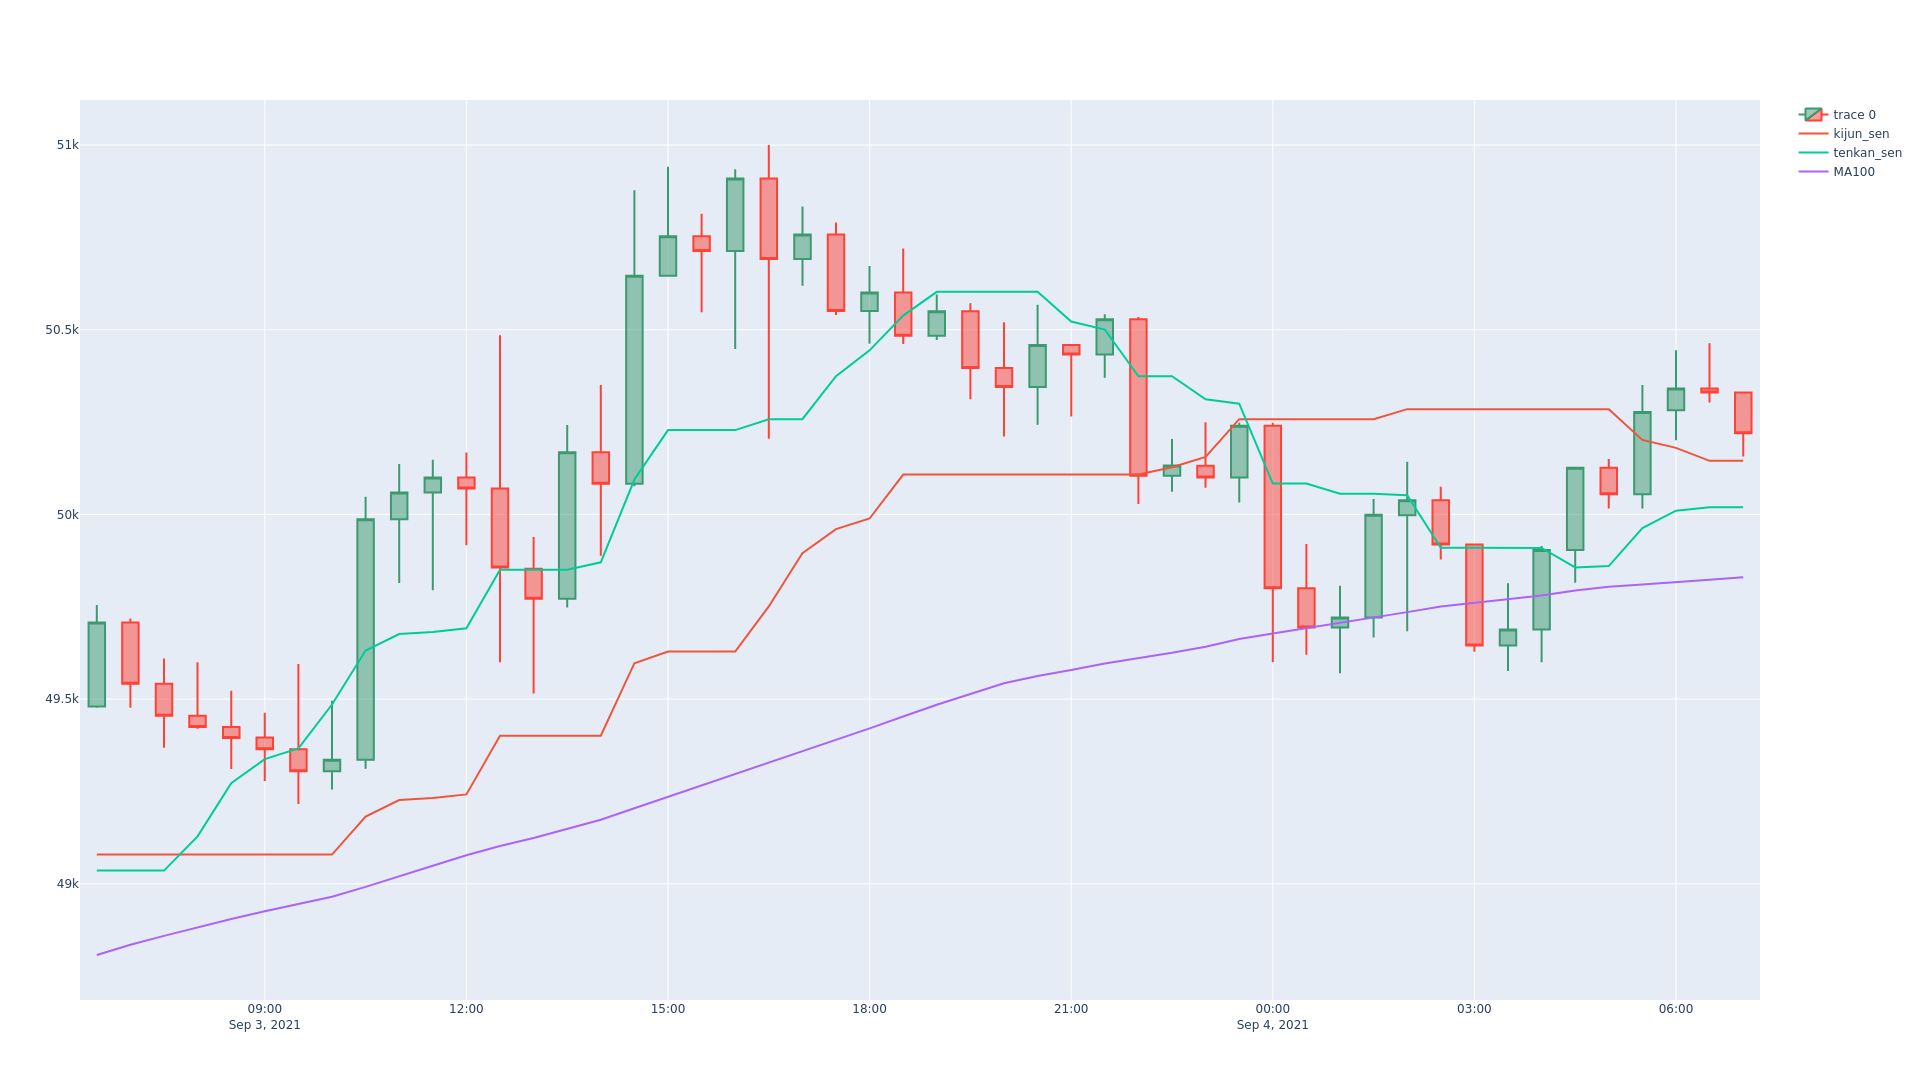 51k
50.5k
50k
49.5k
49k
09:00
Sep 3, 2021
12:00
15:00
18:00
21:00
00:00
Sep 4, 2021
03:00
06:00
trace 0
kijun_sen
tenkan_sen
MA100